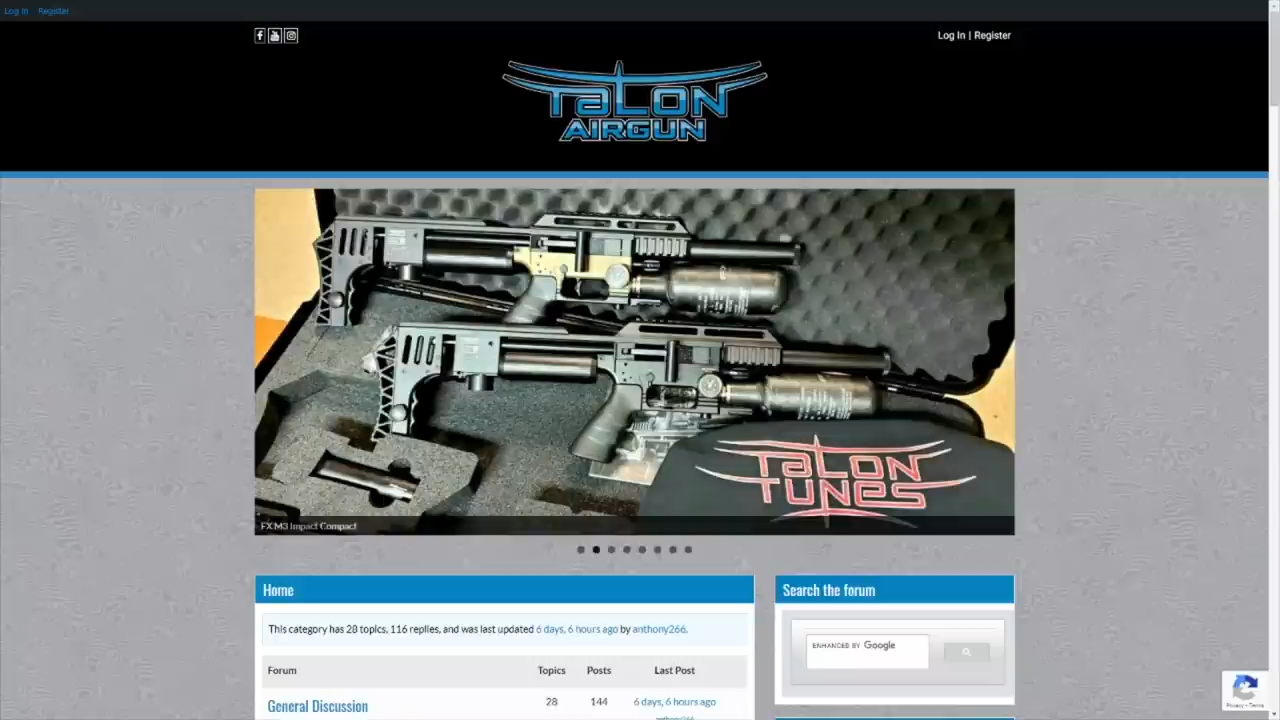 Log In Register
Log In | Register
TALON
AIRGUN
TALON
TUNES
FX M3 Impact Compact
Home
This category has 28 topics, 116 replies, and was last updated 6 days, 6 hours ago by anthony266.
Forum Topics Posts Last Post
General Discussion 28 144 6 days, 6 hours ago
anthony266
Search the forum
ENHANCED BY Google
Privacy - Terms